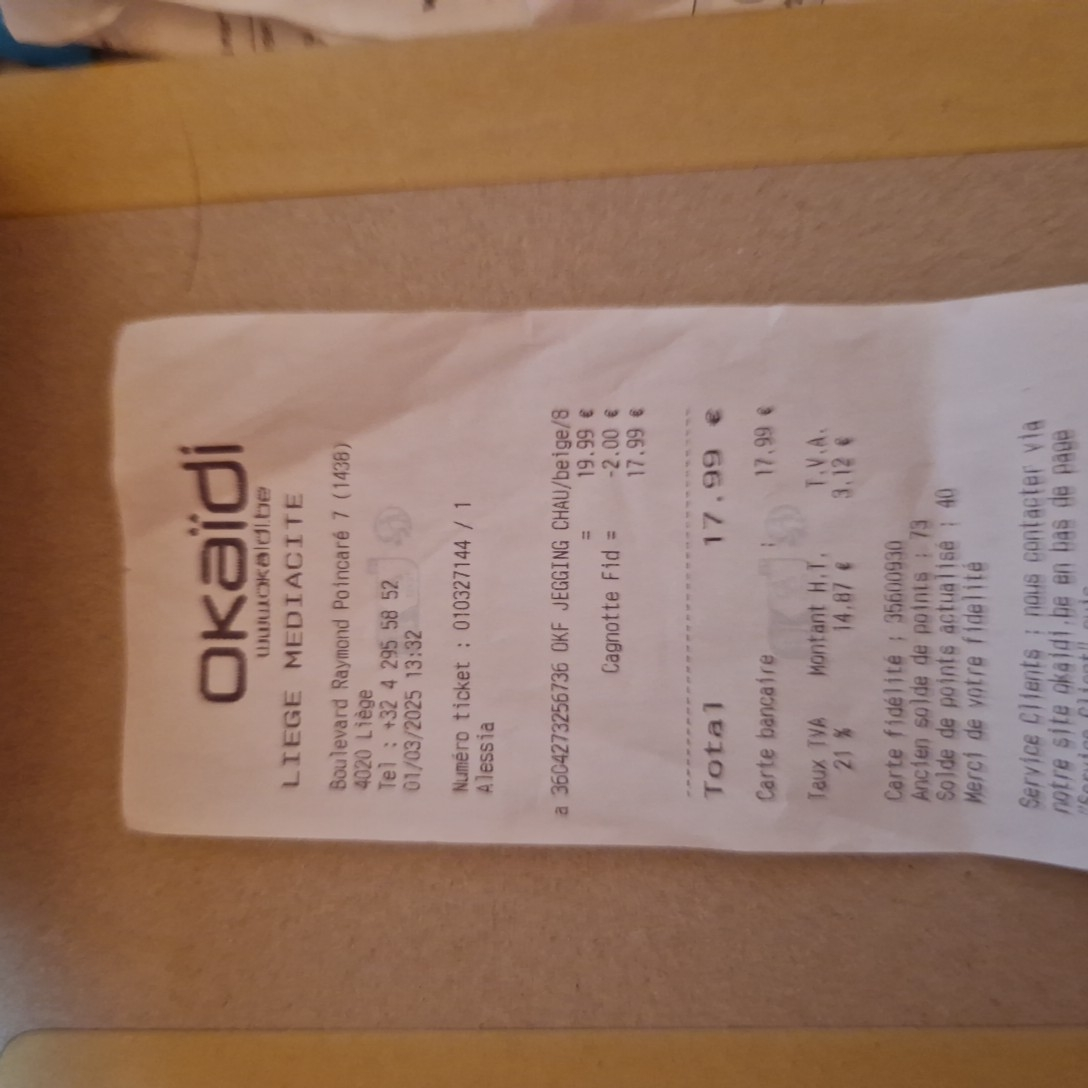 okaïdi
www.okaidi.be
LIEGE MEDIACITE
Boulevard Raymond Poincaré 7 (1438)
4020 Liège
Tel : +32 4 295 58 52
01/03/2025 13:32
Numéro ticket : 010327144 / 1
Alessia
a 3604273256736 OKF JEGGING CHAU/beige/8
= 19.99 €
Cagnotte Fid = -2.00 €
17.99 €
Total 17.99 €
Carte bancaire : 17.99 €
Taux TVA Montant H.T. T.V.A.
21 % 14.87 € 3.12 €
Carte fidélité : 35600930
Ancien solde de points : 73
Solde de points actualisé : 40
Merci de votre fidelité
Service Clients : nous contacter via
notre site okaidi.be en bas de page